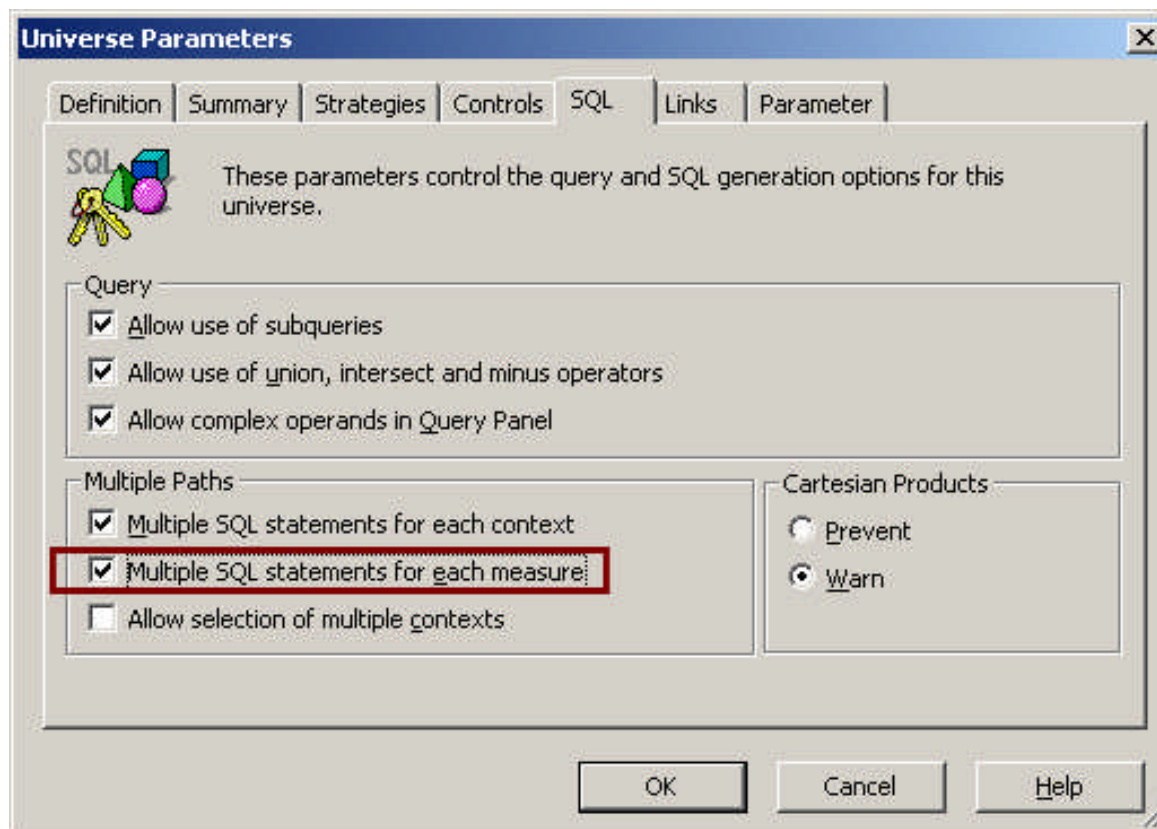 Universe Parameters
Definition Summary Strategies Controls SQL Links Parameter
SQL
These parameters control the query and SQL generation options for this
universe.
Query
Allow use of subqueries
Allow use of union, intersect and minus operators
Allow complex operands in Query Panel
Multiple Paths
Multiple SQL statements for each context
Multiple SQL statements for each measure
Allow selection of multiple contexts
Cartesian Products
Prevent
Warn
OK Cancel Help